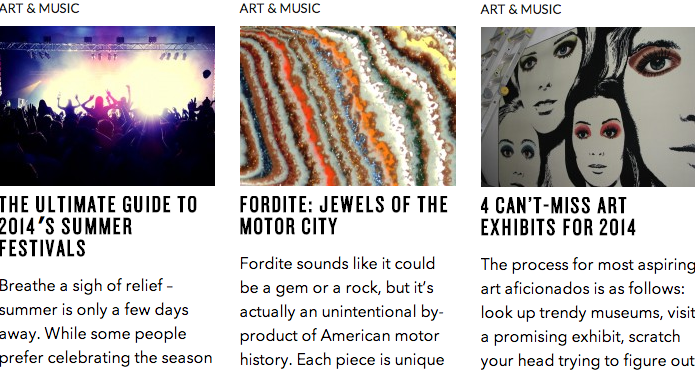 ART & MUSIC
THE ULTIMATE GUIDE TO
2014′S SUMMER
FESTIVALS
Breathe a sigh of relief –
summer is only a few days
away. While some people
prefer celebrating the season
ART & MUSIC
FORDITE: JEWELS OF THE
MOTOR CITY
Fordite sounds like it could
be a gem or a rock, but it’s
actually an unintentional by-
product of American motor
history. Each piece is unique
ART & MUSIC
4 CAN’T-MISS ART
EXHIBITS FOR 2014
The process for most aspiring
art aficionados is as follows:
look up trendy museums, visit
a promising exhibit, scratch
your head trying to figure out